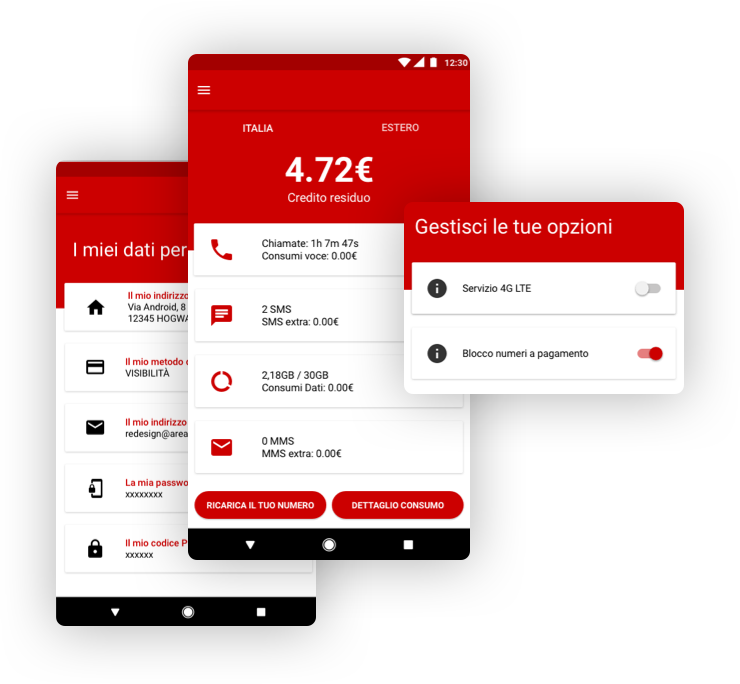 12:30
ITALIA
ESTERO
4.72€
Credito residuo
Chiamate: 1h 7m 47s
Consumi voce: 0.00€
2 SMS
SMS extra: 0.00€
2,18GB / 30GB
Consumi Dati: 0.00€
0 MMS
MMS extra: 0.00€
RICARICA IL TUO NUMERO
DETTAGLIO CONSUMO
I miei dati per
Il mio indirizzo
Via Android, 8
12345 HOGWA
Il mio metodo
VISIBILITÀ
Il mio indirizzo
redesign@area
La mia passwo
xxxxxxxx
Il mio codice P
xxxxxx
Gestisci le tue opzioni
Servizio 4G LTE
Blocco numeri a pagamento